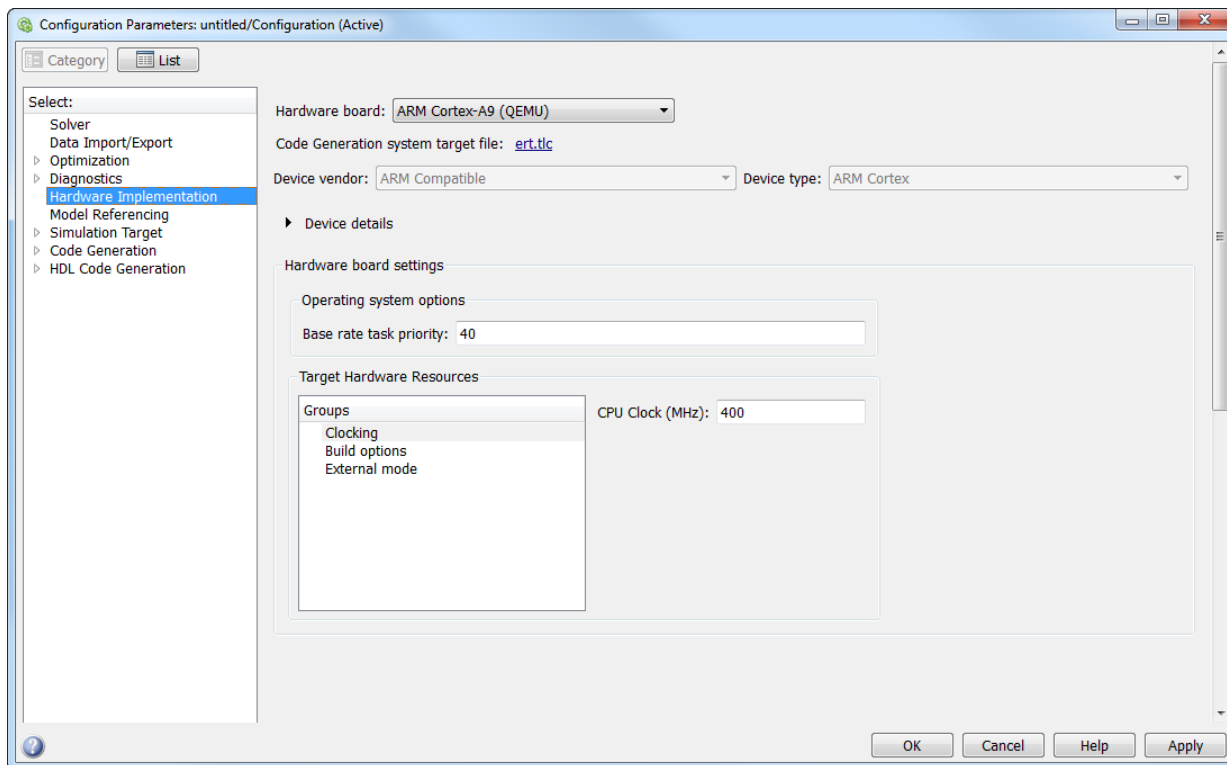 Configuration Parameters: untitled/Configuration (Active)
Category
List
Select:
Solver
Data Import/Export
Optimization
Diagnostics
Hardware Implementation
Model Referencing
Simulation Target
Code Generation
HDL Code Generation
Hardware board: ARM Cortex-A9 (QEMU)
Code Generation system target file: ert.tlc
Device vendor: ARM Compatible Device type: ARM Cortex
Device details
Hardware board settings
Operating system options
Base rate task priority: 40
Target Hardware Resources
Groups
Clocking
Build options
External mode
CPU Clock (MHz): 400
OK Cancel Help Apply